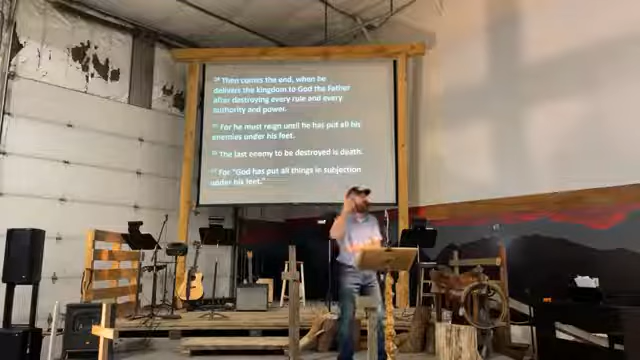 24 Then comes the end, when he
delivers the kingdom to God the Father
after destroying every rule and every
authority and power.
For he must reign until he has put all his
enemies under his feet.
The last enemy to be destroyed is death.
For "God has put all things in subjection
under his feet."